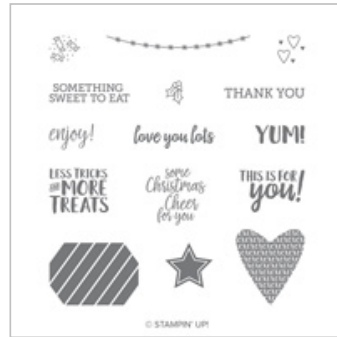 SOMETHING
SWEET TO EAT
THANK YOU
enjoy!
love you lots
YUM!
LESS TRICKS
AND MORE
TREATS
some
Christmas
Cheer
for you
THIS IS FOR
you!
© STAMPIN' UP!